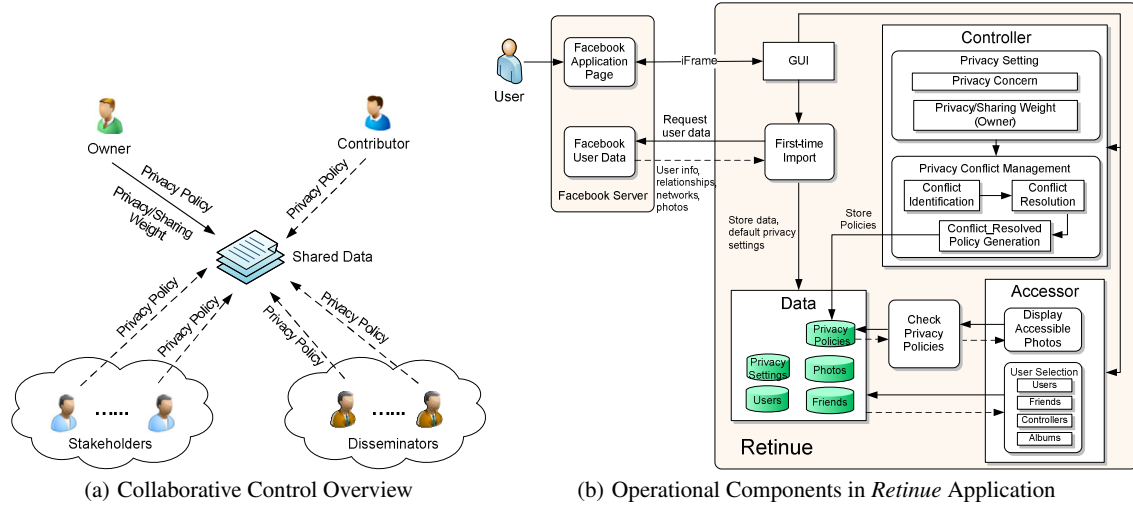 Owner
Contributor
Privacy Policy
Privacy/Sharing
Weight
Privacy Policy
Shared Data
Privacy Policy
Privacy Policy
Privacy Policy
Privacy Policy
......
Stakeholders
......
Disseminators
(a) Collaborative Control Overview
User
Facebook
Application
Page
iFrame
GUI
Request
user data
Facebook
User Data
First-time
Import
User info,
relationships,
networks,
photos
Facebook Server
Store data,
default privacy
settings
Store
Policies
Controller
Privacy Setting
Privacy Concern
Privacy/Sharing Weight
(Owner)
Privacy Conflict Management
Conflict
Identification
Conflict
Resolution
Conflict_Resolved
Policy Generation
Data
Privacy
Policies
Privacy
Settings
Photos
Users
Friends
Check
Privacy
Policies
Accessor
Display
Accessible
Photos
User Selection
Users
Friends
Controllers
Albums
Retinue
(b) Operational Components in Retinue Application